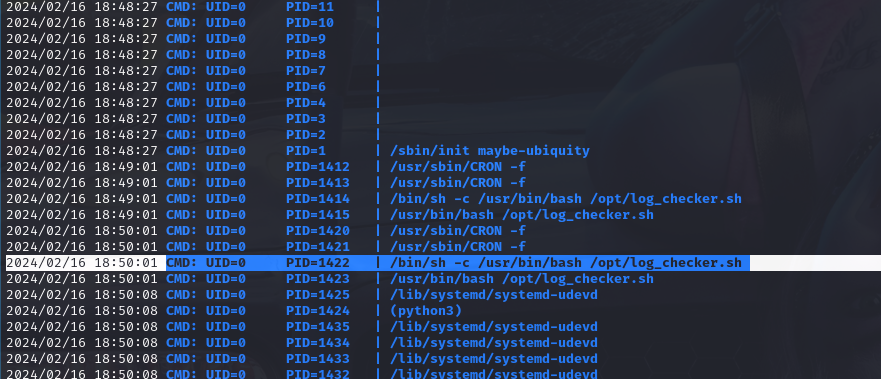 2024/02/16 18:48:27 CMD: UID=0     PID=11     |
2024/02/16 18:48:27 CMD: UID=0     PID=10     |
2024/02/16 18:48:27 CMD: UID=0     PID=9      |
2024/02/16 18:48:27 CMD: UID=0     PID=8      |
2024/02/16 18:48:27 CMD: UID=0     PID=7      |
2024/02/16 18:48:27 CMD: UID=0     PID=6      |
2024/02/16 18:48:27 CMD: UID=0     PID=4      |
2024/02/16 18:48:27 CMD: UID=0     PID=3      |
2024/02/16 18:48:27 CMD: UID=0     PID=2      |
2024/02/16 18:48:27 CMD: UID=0     PID=1      | /sbin/init maybe-ubiquity
2024/02/16 18:49:01 CMD: UID=0     PID=1412   | /usr/sbin/CRON -f
2024/02/16 18:49:01 CMD: UID=0     PID=1413   | /usr/sbin/CRON -f
2024/02/16 18:49:01 CMD: UID=0     PID=1414   | /bin/sh -c /usr/bin/bash /opt/log_checker.sh
2024/02/16 18:49:01 CMD: UID=0     PID=1415   | /usr/bin/bash /opt/log_checker.sh
2024/02/16 18:50:01 CMD: UID=0     PID=1420   | /usr/sbin/CRON -f
2024/02/16 18:50:01 CMD: UID=0     PID=1421   | /usr/sbin/CRON -f
2024/02/16 18:50:01 CMD: UID=0     PID=1422   | /bin/sh -c /usr/bin/bash /opt/log_checker.sh
2024/02/16 18:50:01 CMD: UID=0     PID=1423   | /usr/bin/bash /opt/log_checker.sh
2024/02/16 18:50:08 CMD: UID=0     PID=1425   | /lib/systemd/systemd-udevd
2024/02/16 18:50:08 CMD: UID=0     PID=1424   | (python3)
2024/02/16 18:50:08 CMD: UID=0     PID=1435   | /lib/systemd/systemd-udevd
2024/02/16 18:50:08 CMD: UID=0     PID=1434   | /lib/systemd/systemd-udevd
2024/02/16 18:50:08 CMD: UID=0     PID=1433   | /lib/systemd/systemd-udevd
2024/02/16 18:50:08 CMD: UID=0     PID=1432   | /lib/systemd/systemd-udevd